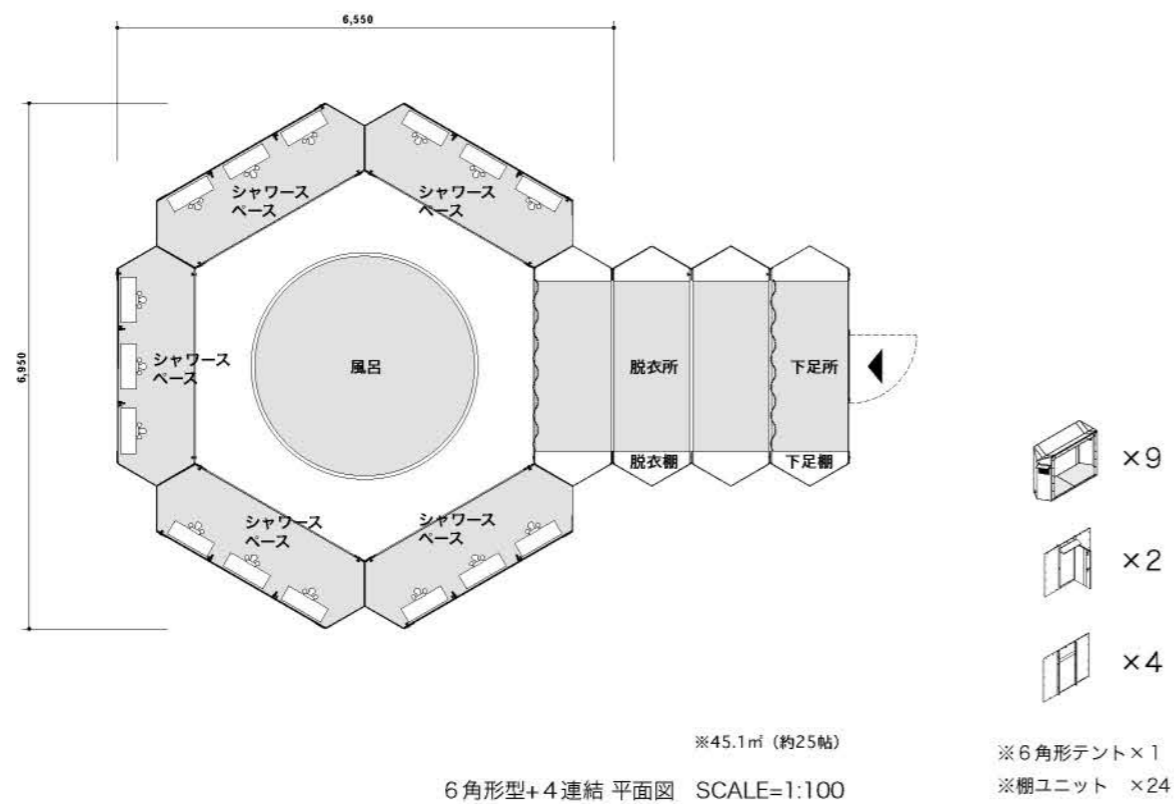 6,550
6,950
シャワース
ペース
シャワース
ペース
シャワース
ペース
風呂
脱衣所
下足所
脱衣棚
下足棚
シャワース
ペース
シャワース
ペース
×9
×2
×4
※45.1㎡（約25帖）
６角形型+４連結 平面図　SCALE=1:100
※６角形テント×１
※棚ユニット　×24